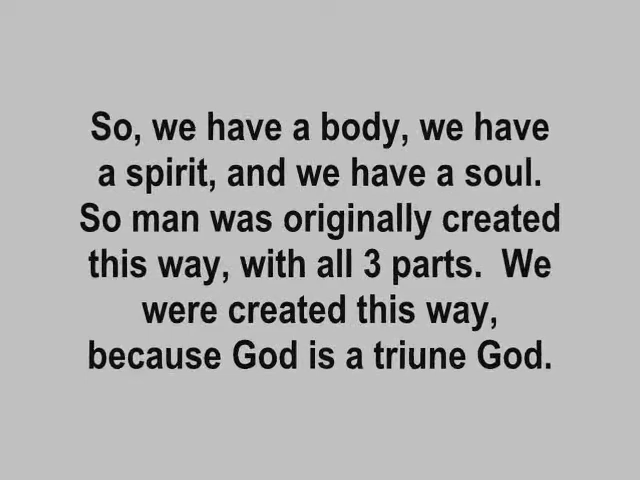 So, we have a body, we have
a spirit, and we have a soul.
So man was originally created
this way, with all 3 parts.  We
were created this way,
because God is a triune God.